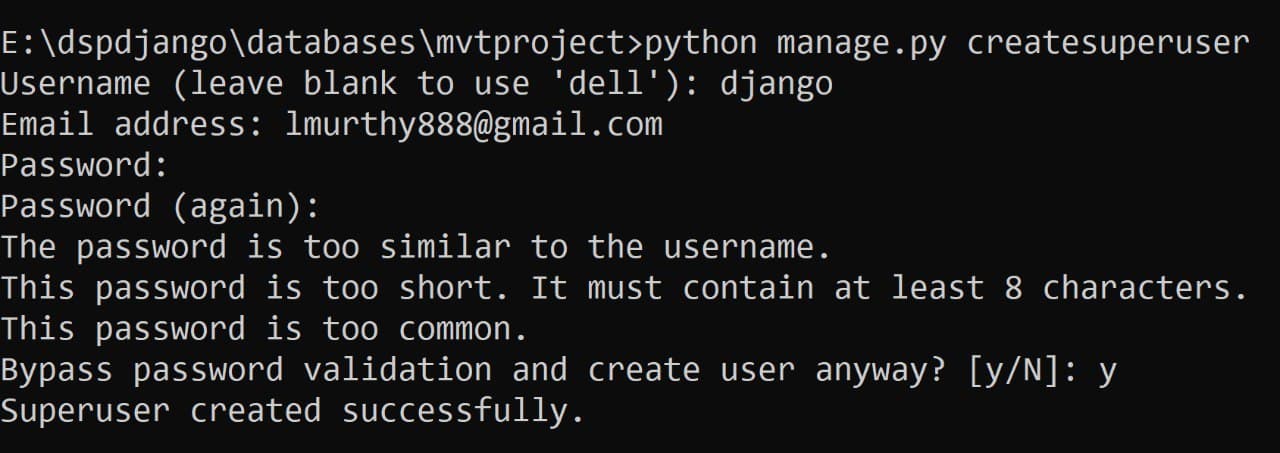 E:\dspdjango\databases\mvtproject>python manage.py createsuperuser
Username (leave blank to use 'dell'): django
Email address: lmurthy888@gmail.com
Password:
Password (again):
The password is too similar to the username.
This password is too short. It must contain at least 8 characters.
This password is too common.
Bypass password validation and create user anyway? [y/N]: y
Superuser created successfully.